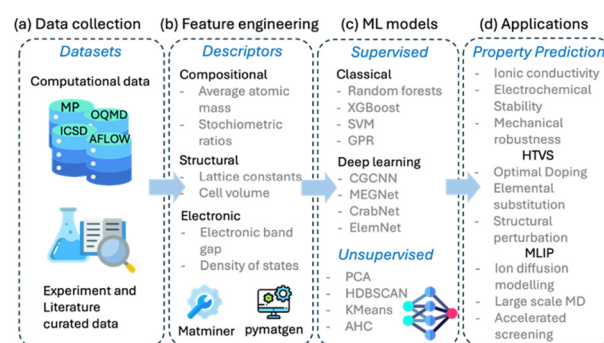 (a) Data collection
Datasets
Computational data
MP
OQMD
ICSD
AFLOW
Experiment and
Literature
curated data
(b) Feature engineering
Descriptors
Compositional
- Average atomic
mass
- Stochiometric
ratios
Structural
- Lattice constants
- Cell volume
Electronic
- Electronic band
gap
- Density of states
Matminer
pymatgen
(c) ML models
Supervised
Classical
- Random forests
- XGBoost
- SVM
- GPR
Deep learning
- CGCNN
- MEGNet
- CrabNet
- ElemNet
Unsupervised
- PCA
- HDBSCAN
- KMeans
- AHC
(d) Applications
Property Prediction
- Ionic conductivity
- Electrochemical
Stability
- Mechanical
robustness
HTVS
- Optimal Doping
- Elemental
substitution
- Structural
perturbation
MLIP
- Ion diffusion
modelling
- Large scale MD
- Accelerated
screening